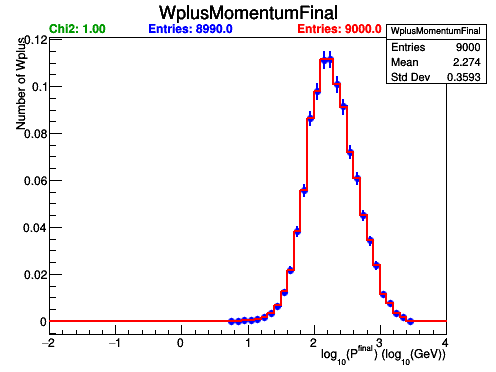 WplusMomentumFinal
Chi2: 1.00 Entries: 8990.0 Entries: 9000.0
WplusMomentumFinal
Entries 9000
Mean 2.274
Std Dev 0.3593
Number of Wplus
0.12
0.1
0.08
0.06
0.04
0.02
0
−2 −1 0 1 2 3 4
log10(P^final) (log10(GeV))